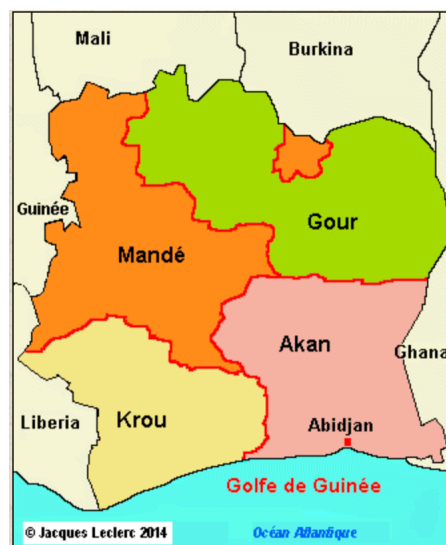 Mali
Burkina
Guinée
Gour
Mandé
Akan
Ghana
Liberia
Krou
Abidjan
Golfe de Guinée
© Jacques Leclerc 2014
Océan Atlantique